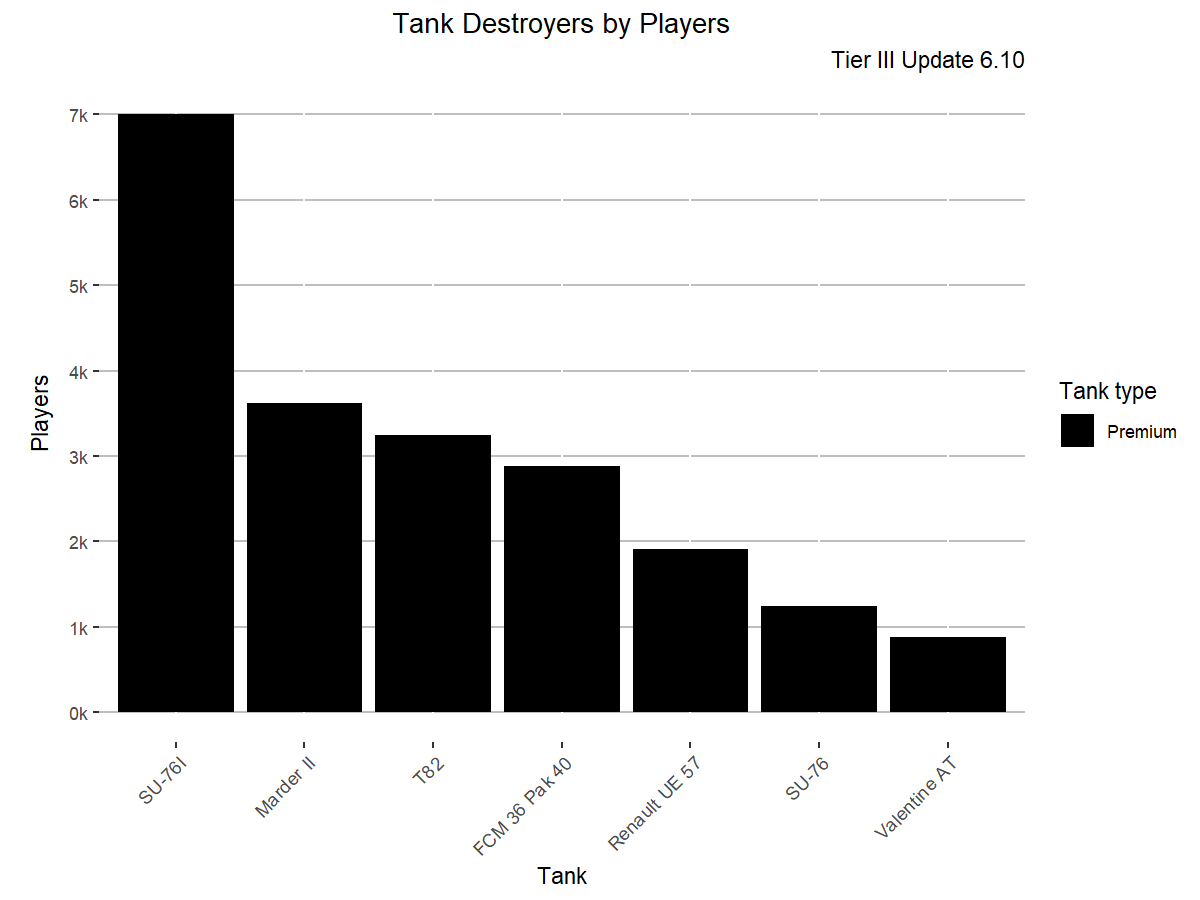 Tank Destroyers by Players
Tier III Update 6.10
7k
6k
5k
4k
3k
2k
1k
0k
Players
SU-76I
Marder II
T82
FCM 36 Pak 40
Renault UE 57
SU-76
Valentine AT
Tank
Tank type
Premium